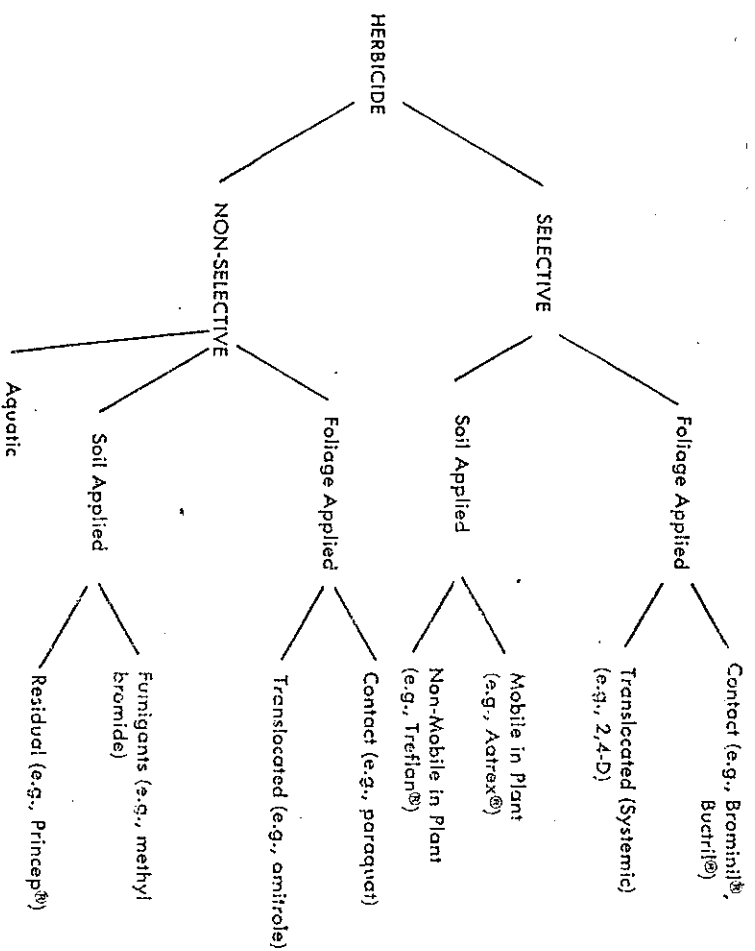 HERBICIDE
SELECTIVE
Foliage Applied
Contact (e.g., Brominil®,
Buctril®)
Translocated (Systemic)
(e.g., 2,4-D)
Soil Applied
Mobile in Plant
(e.g., Aatrex®)
Non-Mobile in Plant
(e.g., Treflan®)
NON-SELECTIVE
Foliage Applied
Contact (e.g., paraquat)
Translocated (e.g., amitrole)
Soil Applied
Fumigants (e.g., methyl
bromide)
Residual (e.g., Princep®)
Aquatic